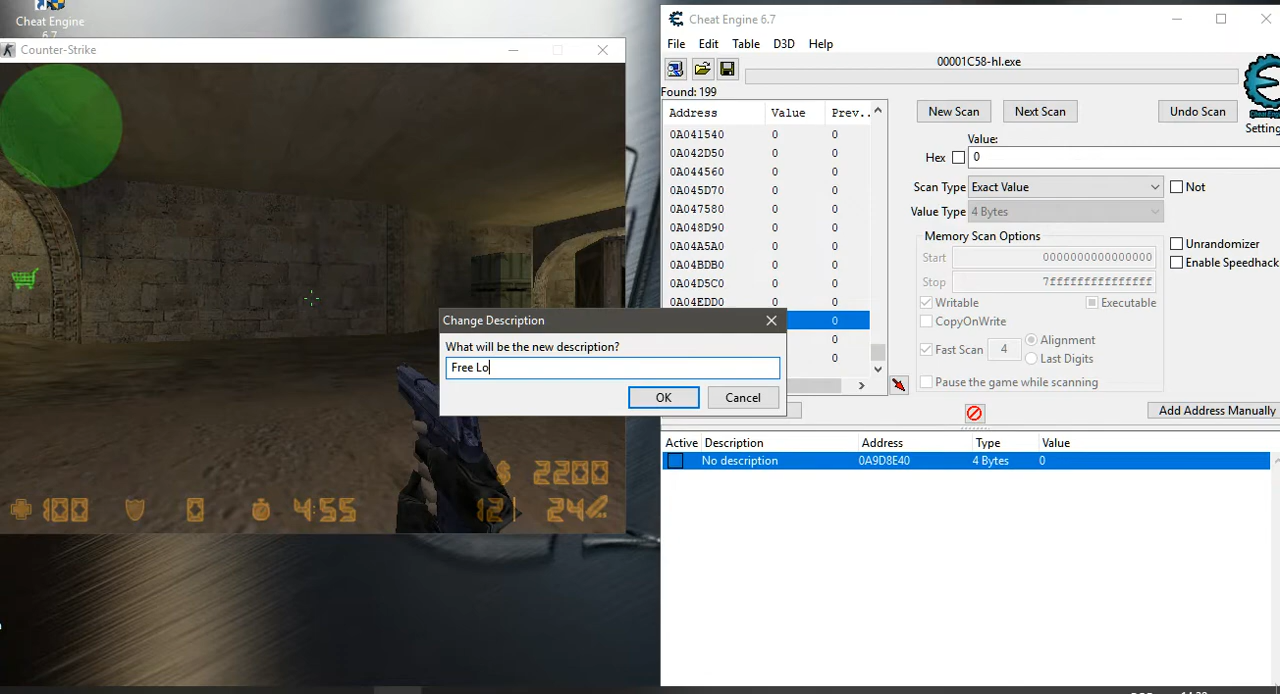 Cheat Engine
6.7
Counter-Strike
$ 2200
100
0
4:55
12 | 24
Cheat Engine 6.7
File Edit Table D3D Help
00001C58-hl.exe
Found: 199
Address Value Prev..
0A041540 0 0
0A042D50 0 0
0A044560 0 0
0A045D70 0 0
0A047580 0 0
0A048D90 0 0
0A04A5A0 0 0
0A04BDB0 0 0
0A04D5C0 0 0
0A04EDD0 0 0
0
0
0
New Scan Next Scan Undo Scan
Cheat Engine
Setting
Value:
Hex 0
Scan Type Exact Value Not
Value Type 4 Bytes
Memory Scan Options
Start 0000000000000000
Stop 7fffffffffffffff
Writable Executable
CopyOnWrite
Fast Scan 4 Alignment
Last Digits
Pause the game while scanning
Unrandomizer
Enable Speedhack
Change Description
What will be the new description?
Free Lo
OK Cancel
Add Address Manually
Active Description Address Type Value
No description 0A9D8E40 4 Bytes 0